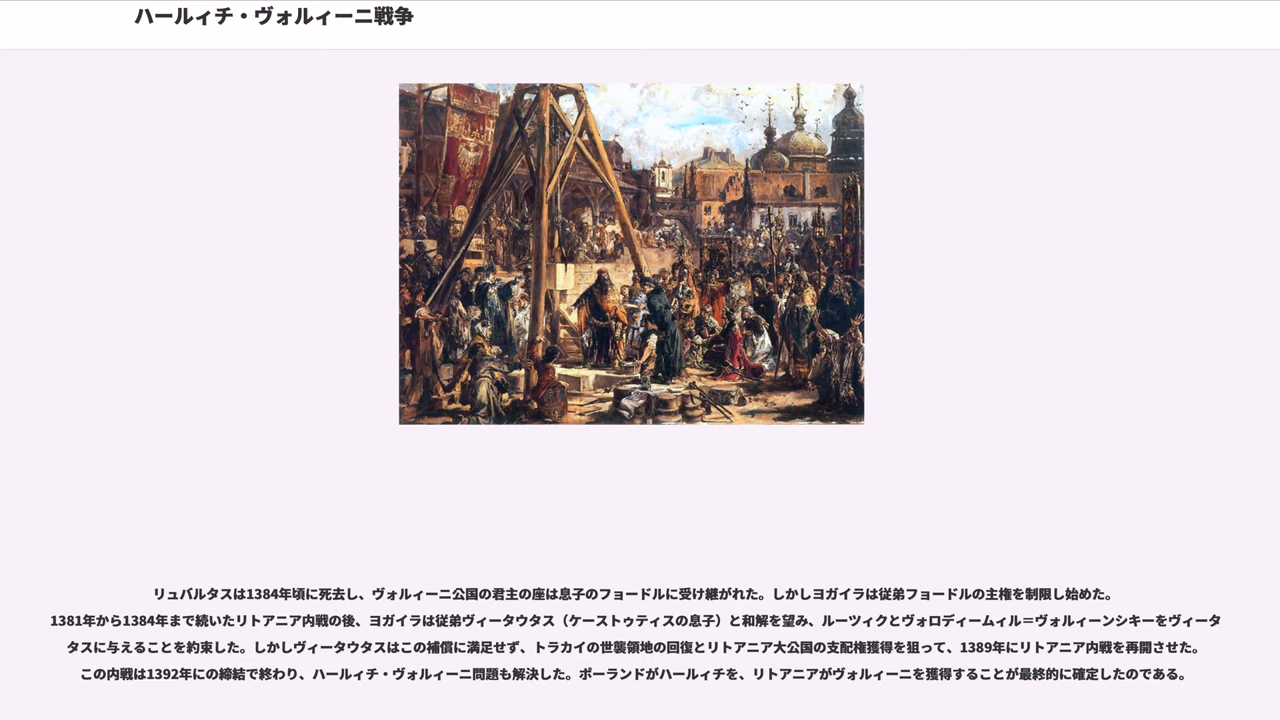 ハールィチ・ヴォルィーニ戦争
リュバルタスは1384年頃に死去し、ヴォルィーニ公国の君主の座は息子のフョードルに受け継がれた。しかしヨガイラは従弟フョードルの主権を制限し始めた。
1381年から1384年まで続いたリトアニア内戦の後、ヨガイラは従弟ヴィータウタス（ケーストゥティスの息子）と和解を望み、ルーツィクとヴォロディームィル＝ヴォルィーンシキーをヴィータ
タスに与えることを約束した。しかしヴィータウタスはこの補償に満足せず、トラカイの世襲領地の回復とリトアニア大公国の支配権獲得を狙って、1389年にリトアニア内戦を再開させた。
この内戦は1392年にの締結で終わり、ハールィチ・ヴォルィーニ問題も解決した。ポーランドがハールィチを、リトアニアがヴォルィーニを獲得することが最終的に確定したのである。